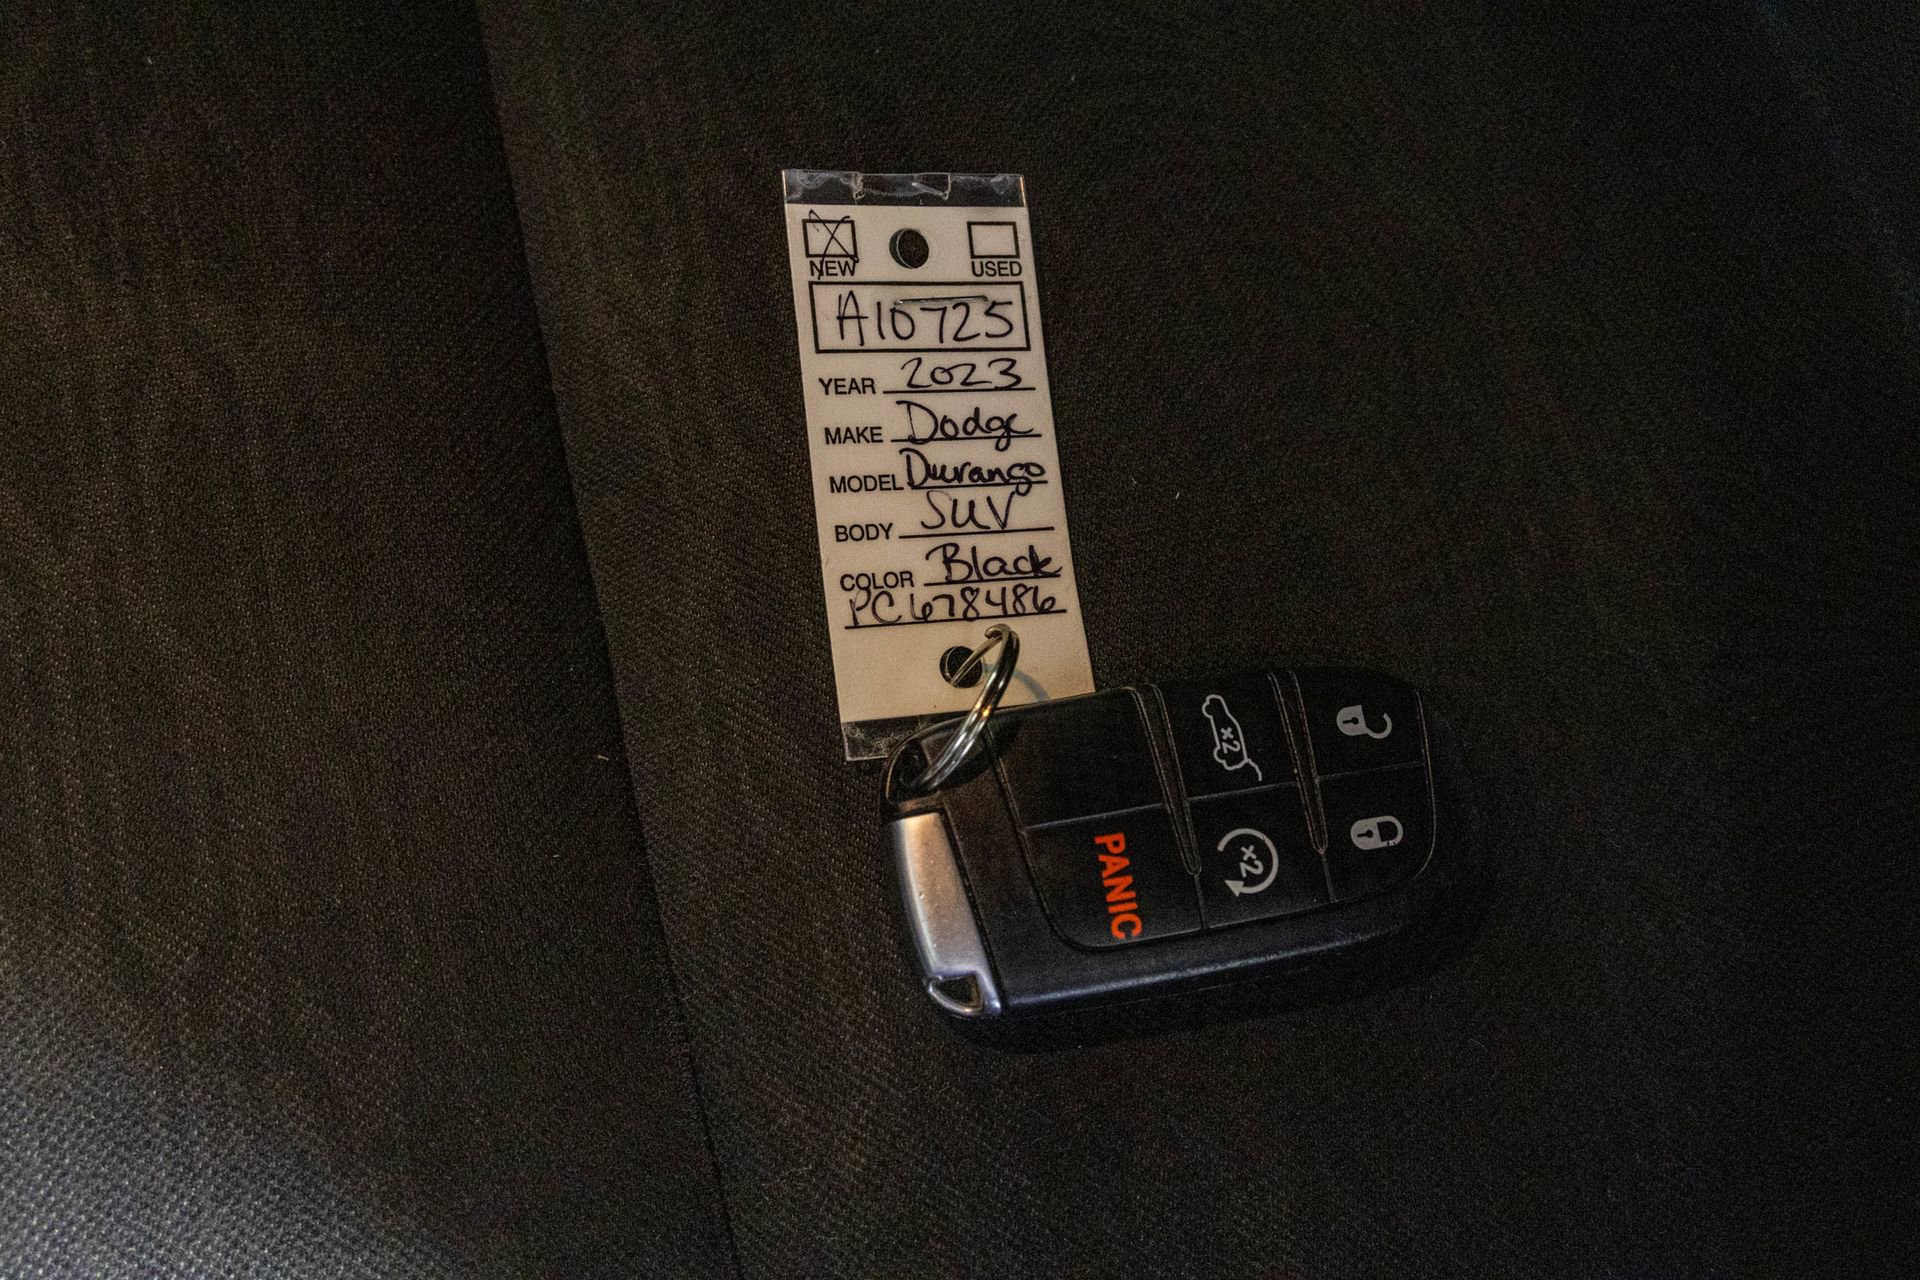 NEW USED
A10725
YEAR 2023
MAKE Dodge
MODEL Durango
BODY SUV
COLOR Black
PC678486
x2
PANIC
x2